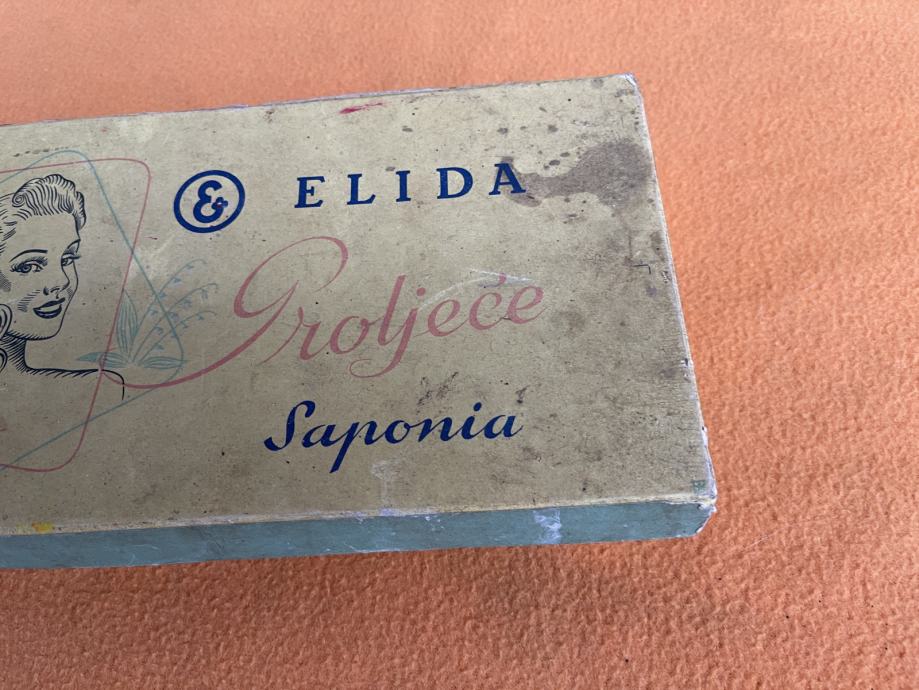 & ELIDA
Proljeće
Saponia